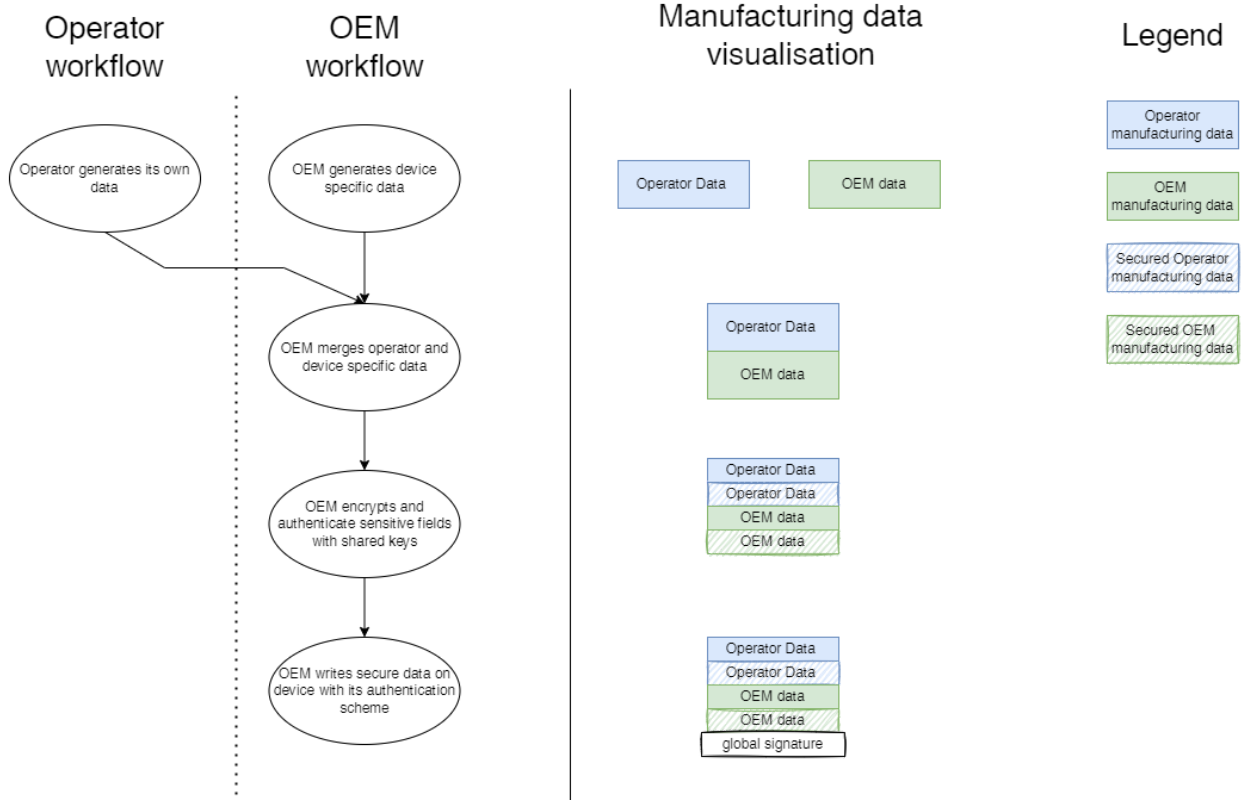 Operator
workflow
OEM
workflow
Manufacturing data
visualisation
Legend
Operator generates its own
data
OEM generates device
specific data
Operator Data
OEM data
Operator
manufacturing data
OEM
manufacturing data
Secured Operator
manufacturing data
Secured OEM
manufacturing data
OEM merges operator and
device specific data
Operator Data
OEM data
OEM encrypts and
authenticate sensitive fields
with shared keys
Operator Data
Operator Data
OEM data
OEM data
OEM writes secure data on
device with its authentication
scheme
Operator Data
Operator Data
OEM data
OEM data
global signature